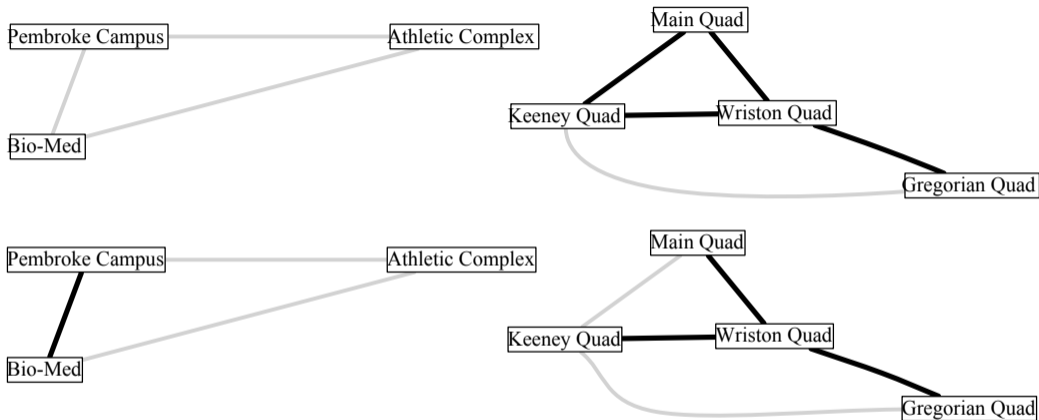 Main Quad
Pembroke Campus
Athletic Complex
Keeney Quad
Wriston Quad
Bio-Med
Gregorian Quad
Main Quad
Pembroke Campus
Athletic Complex
Keeney Quad
Wriston Quad
Bio-Med
Gregorian Quad